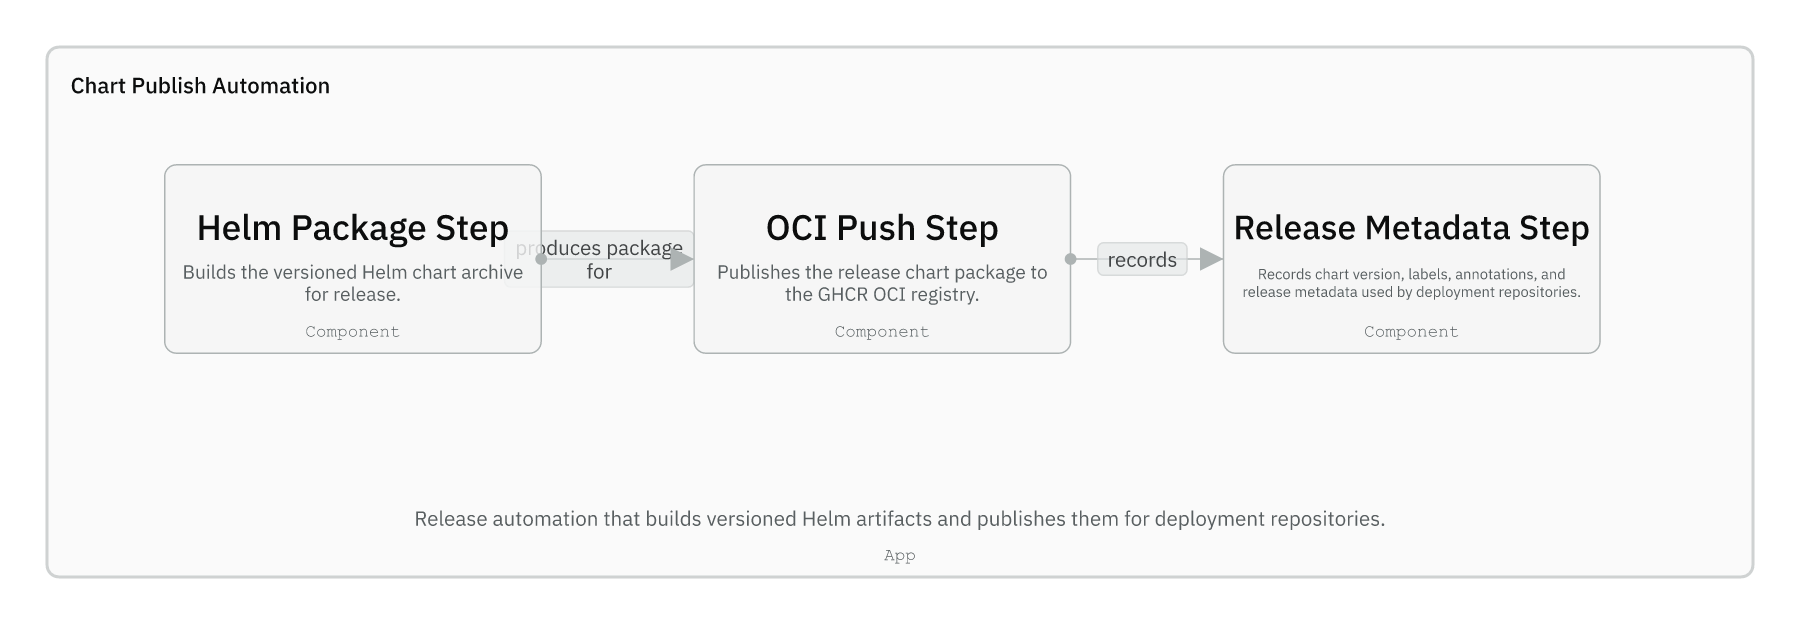 Chart Publish Automation
Helm Package Step
Builds the versioned Helm chart archive
for release.
Component
produces package
for
OCI Push Step
Publishes the release chart package to
the GHCR OCI registry.
Component
records
Release Metadata Step
Records chart version, labels, annotations, and
release metadata used by deployment repositories.
Component
Release automation that builds versioned Helm artifacts and publishes them for deployment repositories.
App